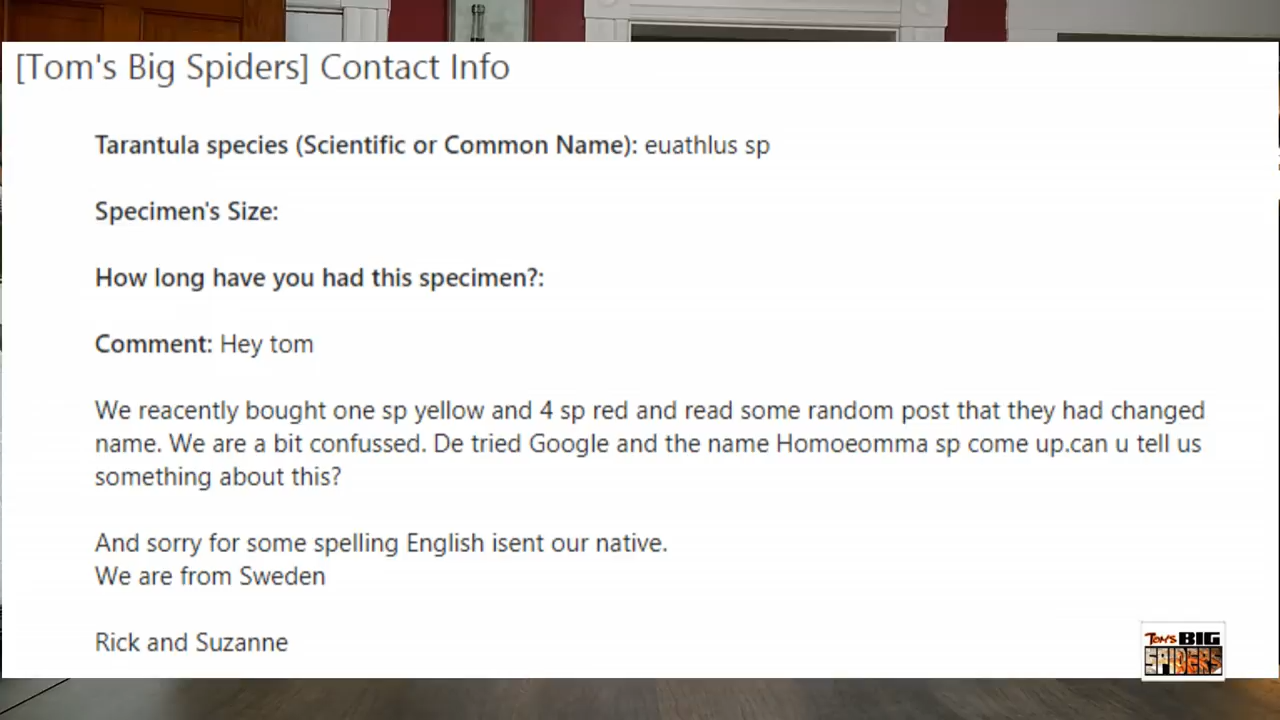 [Tom's Big Spiders] Contact Info
Tarantula species (Scientific or Common Name): euathlus sp
Specimen's Size:
How long have you had this specimen?:
Comment: Hey tom
We reacently bought one sp yellow and 4 sp red and read some random post that they had changed
name. We are a bit confussed. De tried Google and the name Homoeomma sp come up.can u tell us
something about this?
And sorry for some spelling English isent our native.
We are from Sweden
Rick and Suzanne
TOM'S BIG
SPIDERS